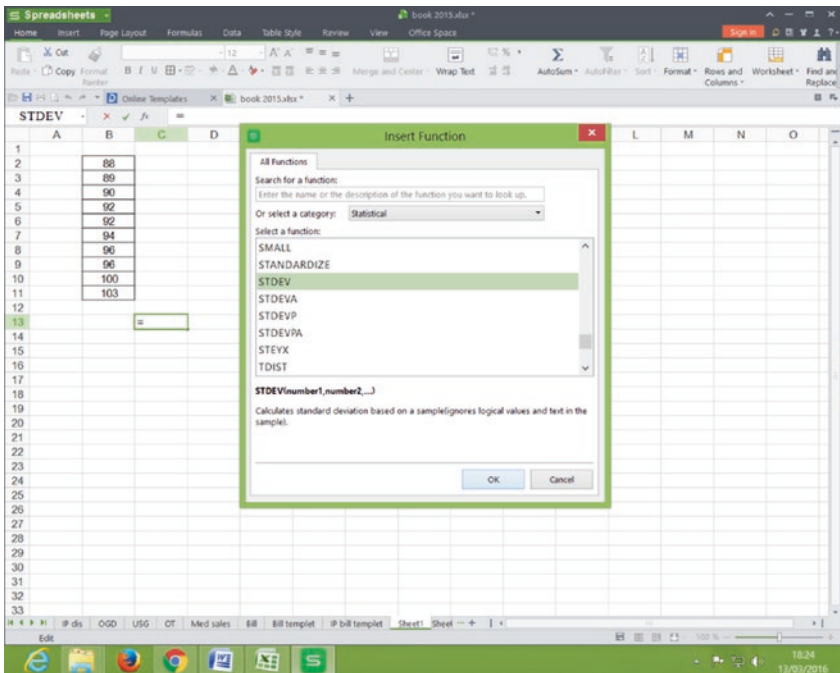 Spreadsheets
book 2015.xlsx *
Home Insert Page Layout Formulas Data Table Style Review View Office Space Sign in
Paste Cut Copy Format Painter B I U 12 A A Merge and Center Wrap Text AutoSum AutoFilter Sort Format Rows and Columns Worksheet Find and Replace
Online Templates book 2015.xlsx *
STDEV fx =
A B C D L M N O
1
2 88
3 89
4 90
5 92
6 92
7 94
8 96
9 96
10 100
11 103
12
13 =
14
15
16
17
18
19
20
21
22
23
24
25
26
27
28
29
30
31
32
33
Insert Function
All Functions
Search for a function:
Enter the name or the description of the function you want to look up.
Or select a category: Statistical
Select a function:
SMALL
STANDARDIZE
STDEV
STDEVA
STDEVP
STDEVPA
STEYX
TDIST
STDEV(number1,number2,...)
Calculates standard deviation based on a sample(ignores logical values and text in the
sample).
OK Cancel
IP dis OGD USG OT Med sales Bill Bill templet IP bill templet Sheet1 Sheet ... +
Edit 100 %
18:24
13/03/2016